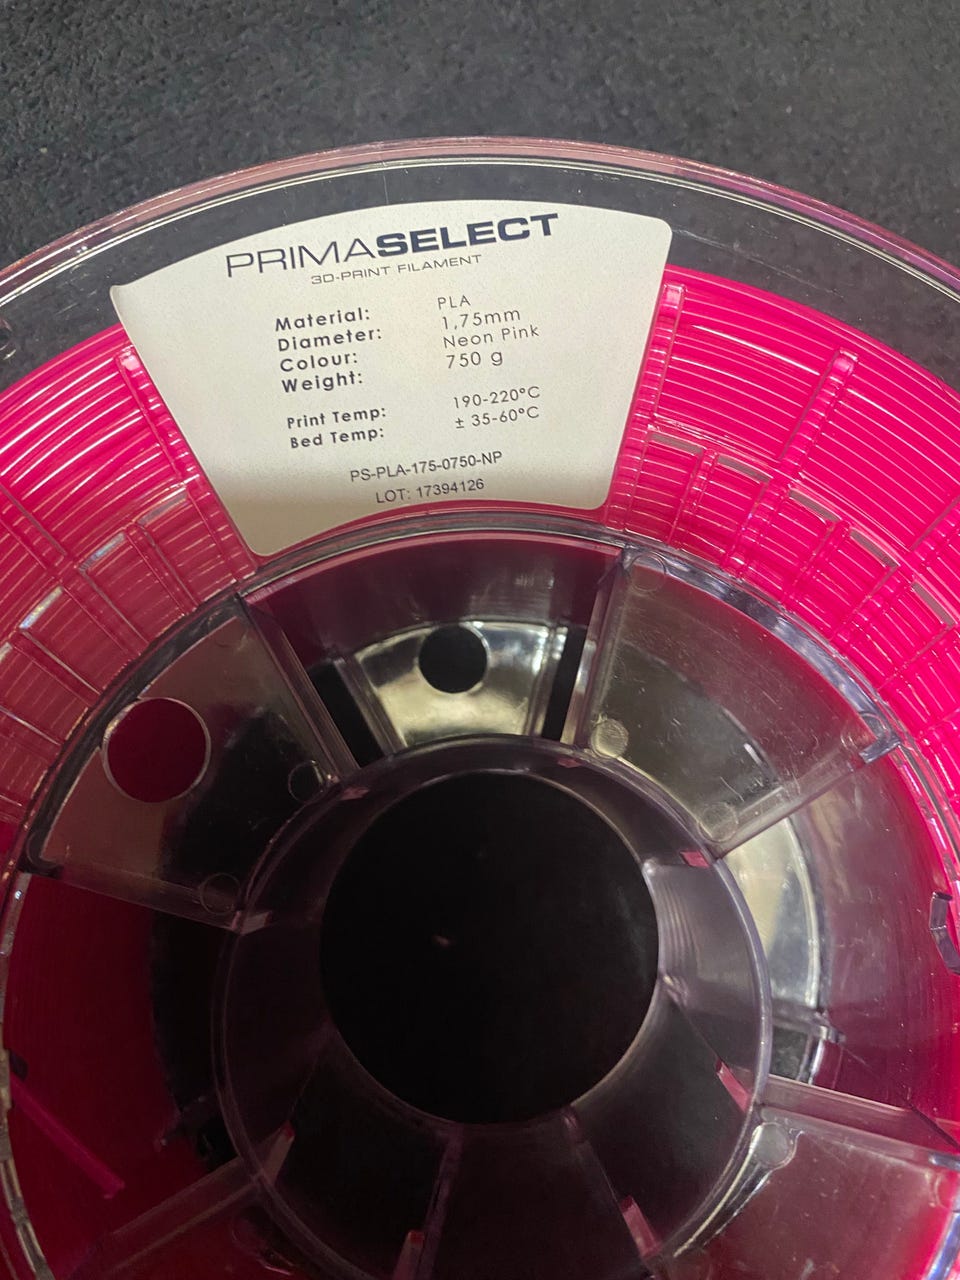 PRIMASELECT
3D-PRINT FILAMENT
Material: PLA
Diameter: 1,75mm
Colour: Neon Pink
Weight: 750 g
Print Temp: 190-220°C
Bed Temp: ± 35-60°C
PS-PLA-175-0750-NP
LOT: 17394126